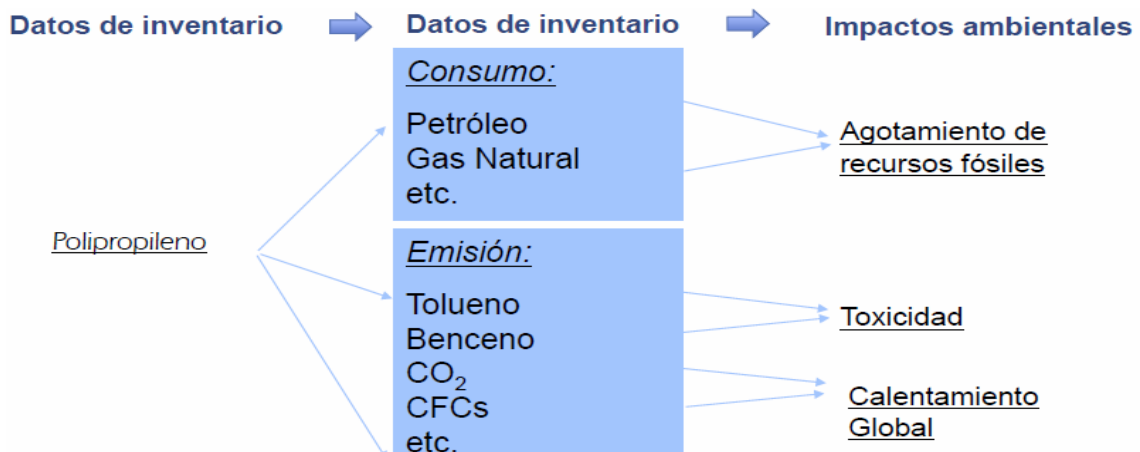 Datos de inventario
Datos de inventario
Impactos ambientales
Polipropileno
Consumo:
Petróleo
Gas Natural
etc.
Emisión:
Tolueno
Benceno
CO₂
CFCs
etc.
Agotamiento de
recursos fósiles
Toxicidad
Calentamiento
Global